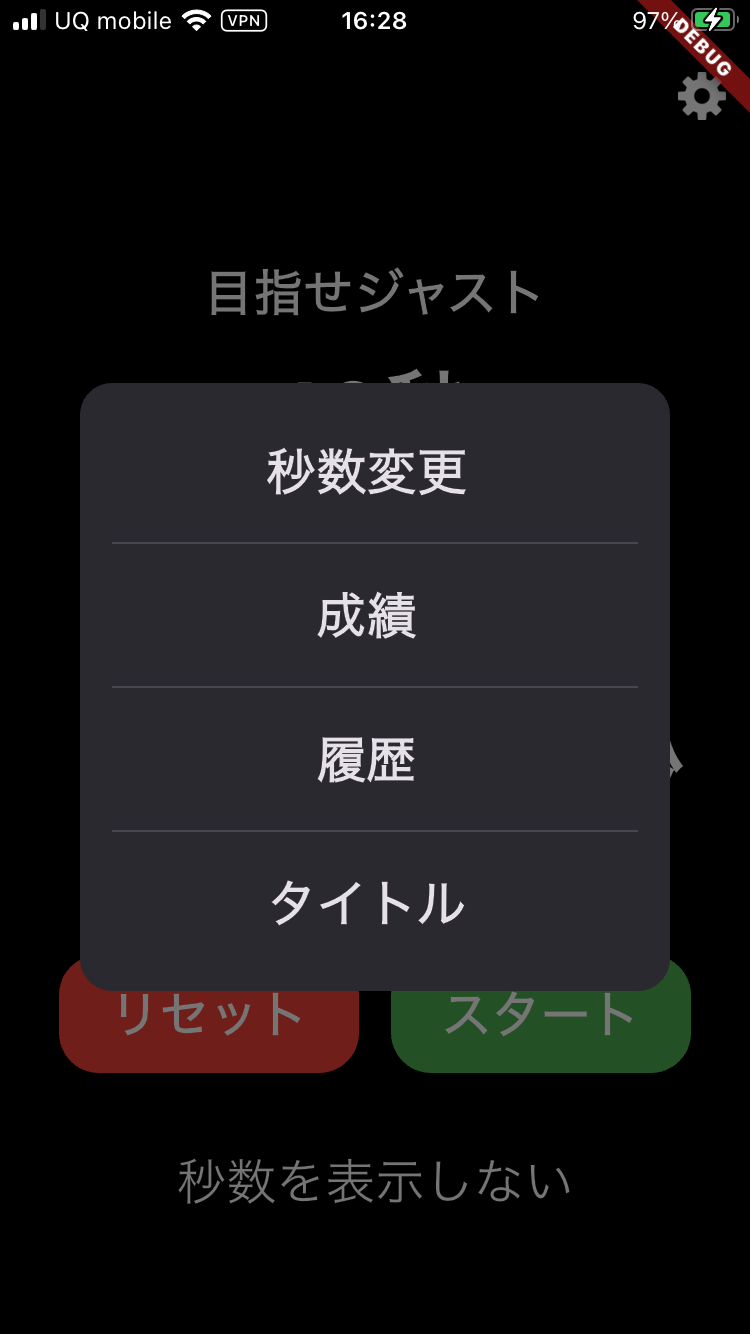 UQ mobile VPN 16:28 97%
DEBUG
目指せジャスト
秒数変更
成績
履歴
タイトル
リセット スタート
秒数を表示しない